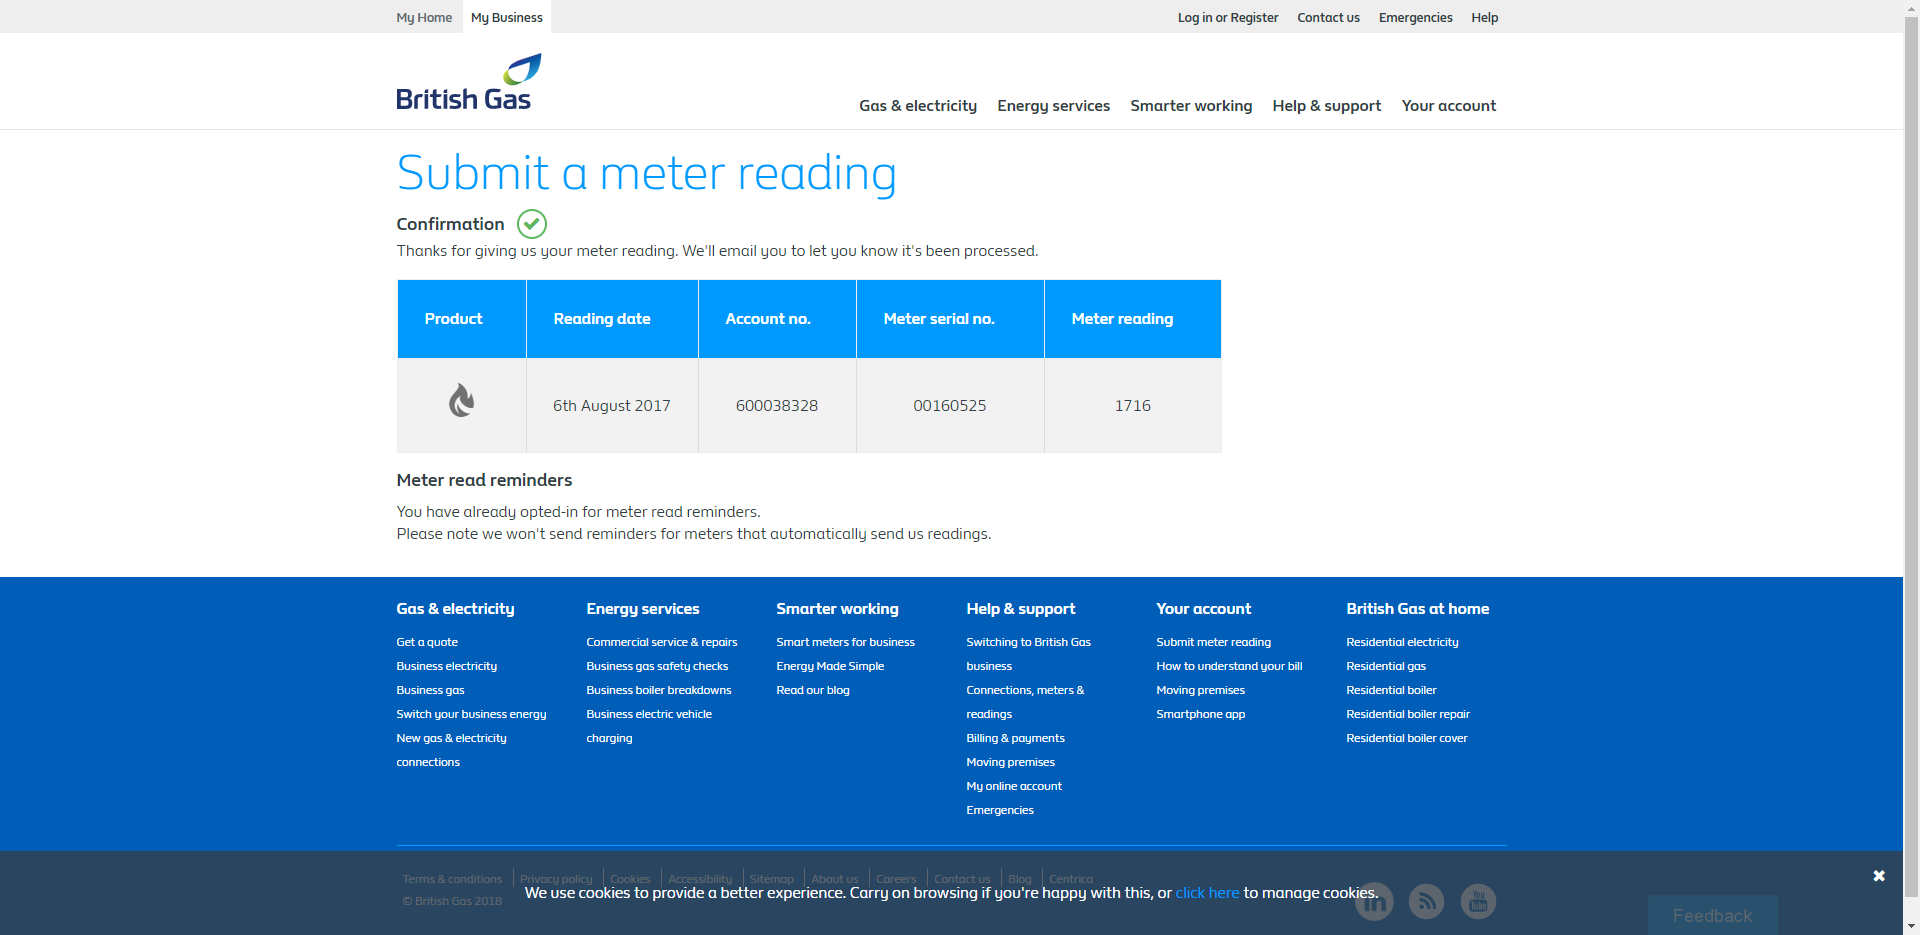 My Home
My Business
Log in or Register
Contact us
Emergencies
Help
British Gas
Gas & electricity
Energy services
Smarter working
Help & support
Your account
Submit a meter reading
Confirmation
Thanks for giving us your meter reading. We'll email you to let you know it's been processed.
Product
Reading date
Account no.
Meter serial no.
Meter reading
6th August 2017
600038328
00160525
1716
Meter read reminders
You have already opted-in for meter read reminders.
Please note we won't send reminders for meters that automatically send us readings.
Gas & electricity
Get a quote
Business electricity
Business gas
Switch your business energy
New gas & electricity
connections
Energy services
Commercial service & repairs
Business gas safety checks
Business boiler breakdowns
Business electric vehicle
charging
Smarter working
Smart meters for business
Energy Made Simple
Read our blog
Help & support
Switching to British Gas
business
Connections, meters &
readings
Billing & payments
Moving premises
My online account
Emergencies
Your account
Submit meter reading
How to understand your bill
Moving premises
Smartphone app
British Gas at home
Residential electricity
Residential gas
Residential boiler
Residential boiler repair
Residential boiler cover
Terms & conditions
Privacy policy
Cookies
Accessibility
Sitemap
About us
Careers
Contact us
Blog
Centrica
We use cookies to provide a better experience. Carry on browsing if you're happy with this, or click here to manage cookies.
© British Gas 2018
in
You
Tube
Feedback